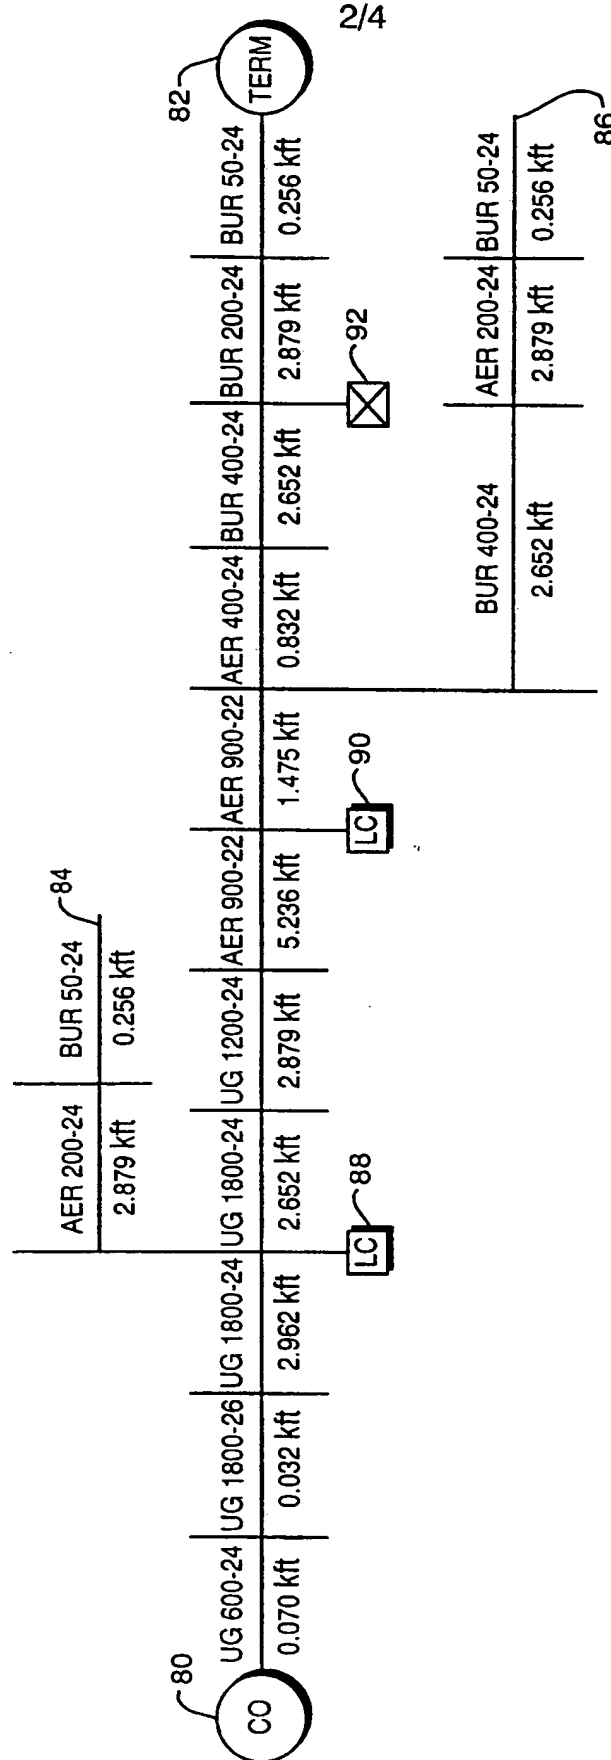 2/4
AER 200-24 BUR 50-24 84
2.879 kft 0.256 kft
80 82
CO UG 600-24 UG 1800-26 UG 1800-24 UG 1800-24 UG 1200-24 AER 900-22 AER 900-22 AER 400-24 BUR 400-24 BUR 200-24 BUR 50-24 TERM
0.070 kft 0.032 kft 2.962 kft 2.652 kft 2.879 kft 5.236 kft 1.475 kft 0.832 kft 2.652 kft 2.879 kft 0.256 kft
LC 88 LC 90 92
BUR 400-24 AER 200-24 BUR 50-24
2.652 kft 2.879 kft 0.256 kft
86